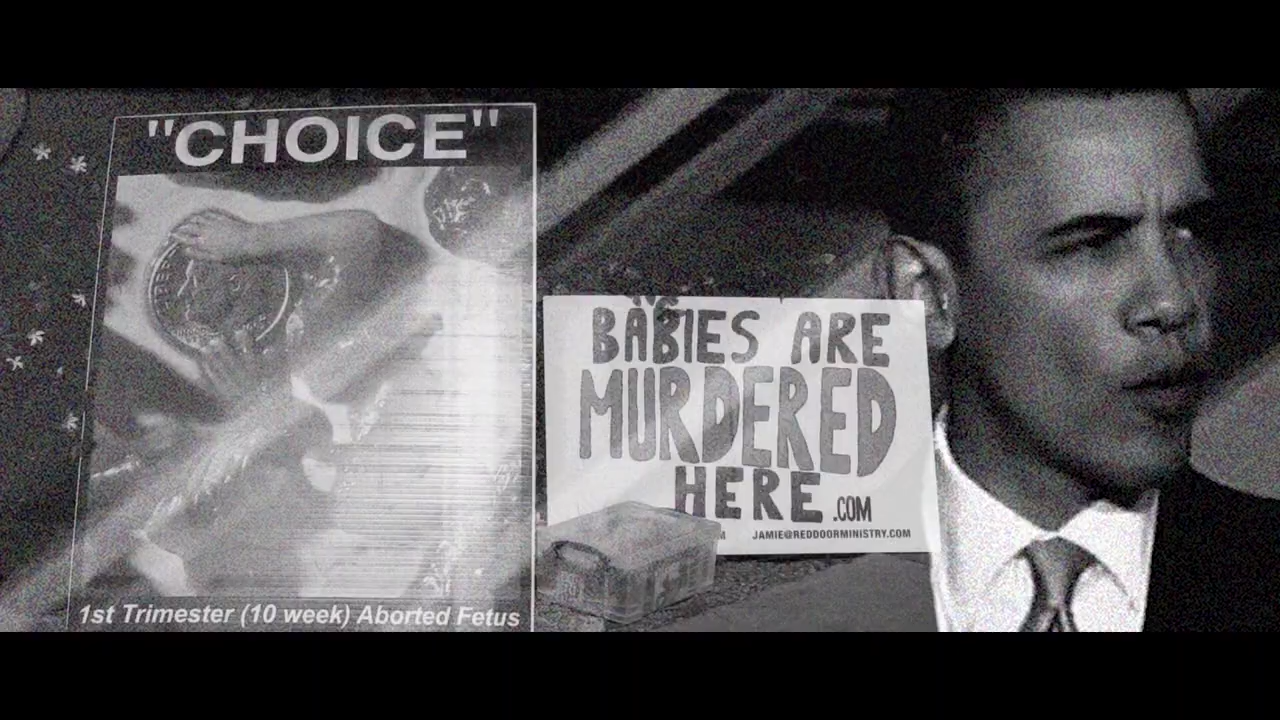 "CHOICE"
1st Trimester (10 week) Aborted Fetus
BABIES ARE
MURDERED
HERE.COM
JAMIE@REDDOORMINISTRY.COM